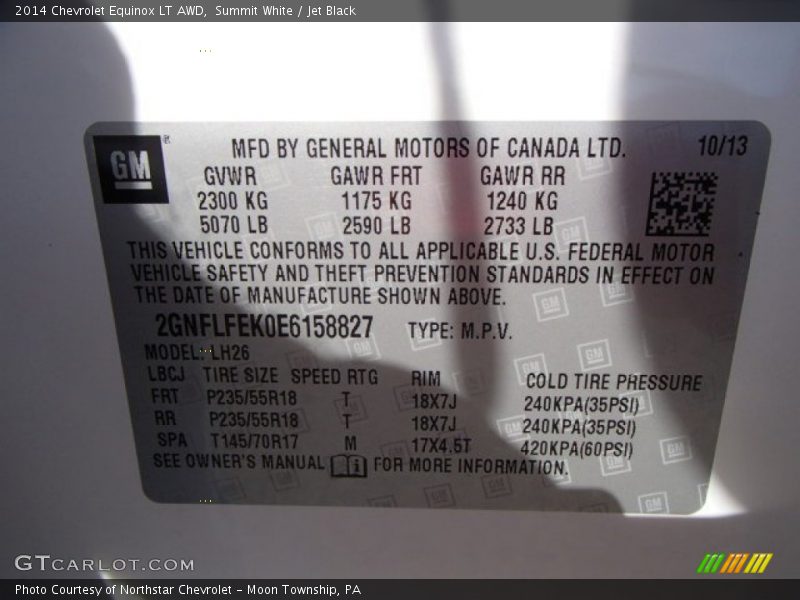 2014 Chevrolet Equinox LT AWD, Summit White / Jet Black
GM ®
MFD BY GENERAL MOTORS OF CANADA LTD. 10/13
GVWR GAWR FRT GAWR RR
2300 KG 1175 KG 1240 KG
5070 LB 2590 LB 2733 LB
THIS VEHICLE CONFORMS TO ALL APPLICABLE U.S. FEDERAL MOTOR
VEHICLE SAFETY AND THEFT PREVENTION STANDARDS IN EFFECT ON
THE DATE OF MANUFACTURE SHOWN ABOVE.
2GNFLFEK0E6158827 TYPE: M.P.V.
MODEL: LH26
LBCJ TIRE SIZE SPEED RTG RIM COLD TIRE PRESSURE
FRT P235/55R18 T 18X7J 240KPA(35PSI)
RR P235/55R18 T 18X7J 240KPA(35PSI)
SPA T145/70R17 M 17X4.5T 420KPA(60PSI)
SEE OWNER'S MANUAL i FOR MORE INFORMATION.
GTCARLOT.COM
Photo Courtesy of Northstar Chevrolet - Moon Township, PA